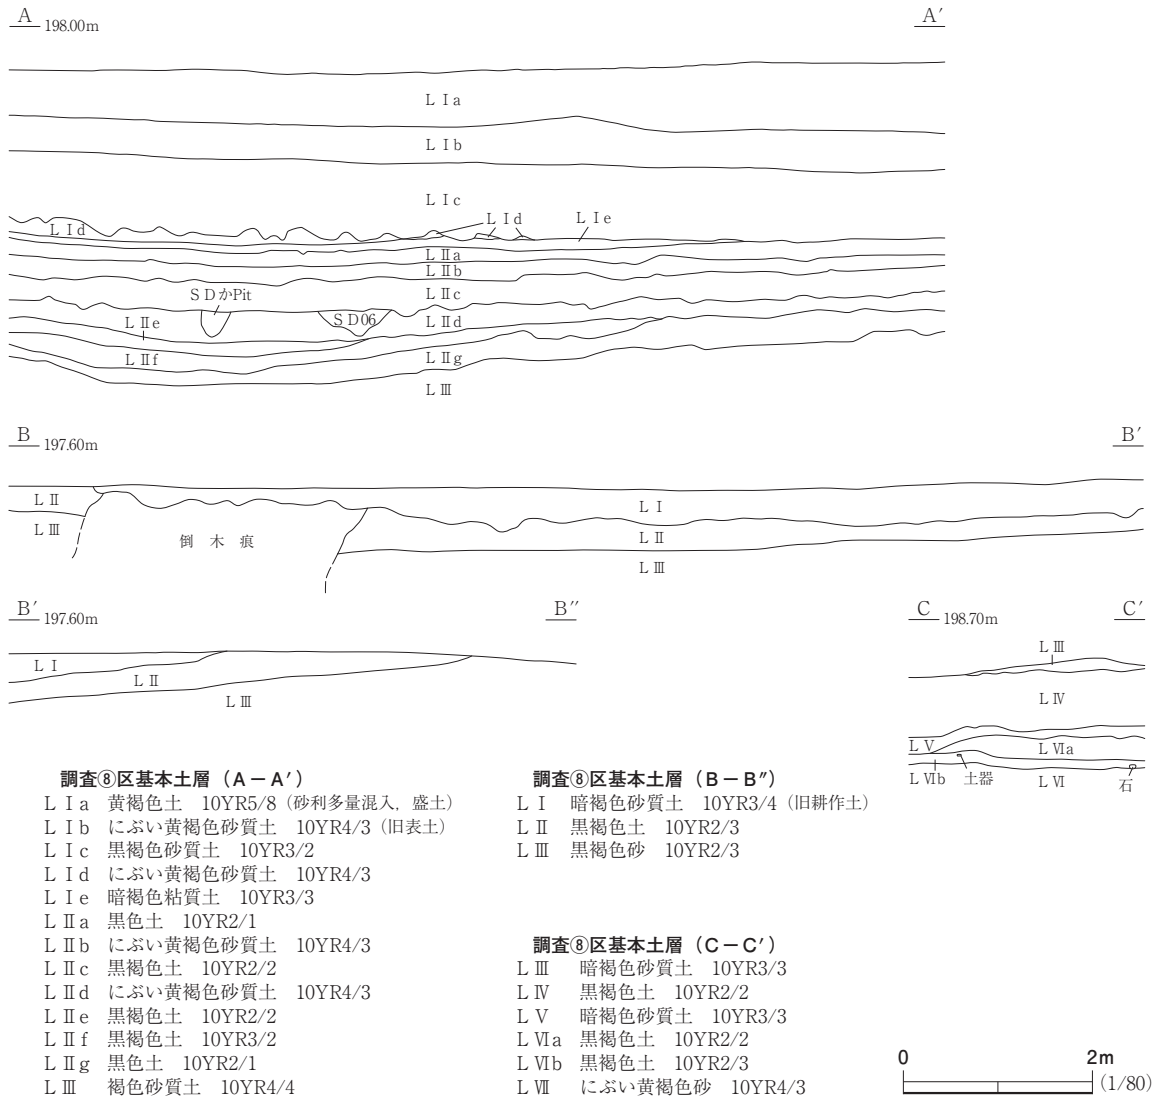 A 198.00m A′
L Ⅰa
L Ⅰb
L Ⅰc
L Ⅰd L Ⅰd L Ⅰe
L Ⅱa
L Ⅱb
SDかPit L Ⅱc
L Ⅱe SD06 L Ⅱd
L Ⅱf L Ⅱg
L Ⅲ
B 197.60m B′
L Ⅱ L Ⅰ
L Ⅲ 倒木痕 L Ⅱ
L Ⅲ
B′ 197.60m B″
L Ⅰ
L Ⅱ
L Ⅲ
C 198.70m C′
L Ⅲ
L Ⅳ
L Ⅴ L Ⅵa
L Ⅵb 土器 L Ⅵ 石
調査⑧区基本土層（A－A′）
L Ⅰa 黄褐色土 10YR5/8（砂利多量混入，盛土）
L Ⅰb にぶい黄褐色砂質土 10YR4/3（旧表土）
L Ⅰc 黒褐色砂質土 10YR3/2
L Ⅰd にぶい黄褐色砂質土 10YR4/3
L Ⅰe 暗褐色粘質土 10YR3/3
L Ⅱa 黒色土 10YR2/1
L Ⅱb にぶい黄褐色砂質土 10YR4/3
L Ⅱc 黒褐色土 10YR2/2
L Ⅱd にぶい黄褐色砂質土 10YR4/3
L Ⅱe 黒褐色土 10YR2/2
L Ⅱf 黒褐色土 10YR3/2
L Ⅱg 黒色土 10YR2/1
L Ⅲ 褐色砂質土 10YR4/4
調査⑧区基本土層（B－B″）
L Ⅰ 暗褐色砂質土 10YR3/4（旧耕作土）
L Ⅱ 黒褐色土 10YR2/3
L Ⅲ 黒褐色砂 10YR2/3
調査⑧区基本土層（C－C′）
L Ⅲ 暗褐色砂質土 10YR3/3
L Ⅳ 黒褐色土 10YR2/2
L Ⅴ 暗褐色砂質土 10YR3/3
L Ⅵa 黒褐色土 10YR2/2
L Ⅵb 黒褐色土 10YR2/3
L Ⅶ にぶい黄褐色砂 10YR4/3
0 2m
(1/80)